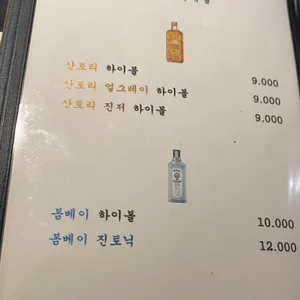 산토리 하이볼 9.000
산토리 얼그레이 하이볼 9.000
산토리 진저 하이볼 9.000
봄베이 하이볼 10.000
봄베이 진토닉 12.000